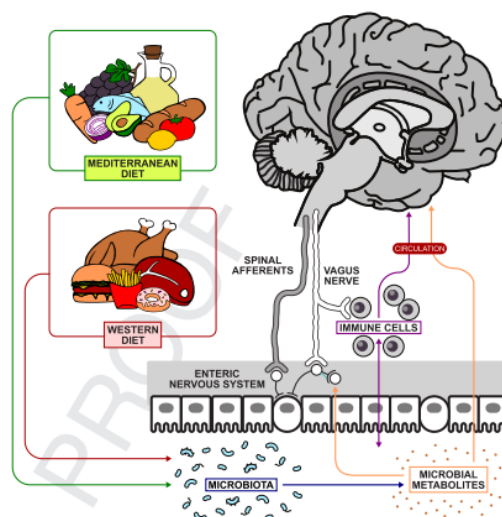 MEDITERRANEAN
DIET
WESTERN
DIET
PROOF
SPINAL
AFFERENTS
VAGUS
NERVE
CIRCULATION
IMMUNE CELLS
ENTERIC
NERVOUS SYSTEM
MICROBIOTA
MICROBIAL
METABOLITES